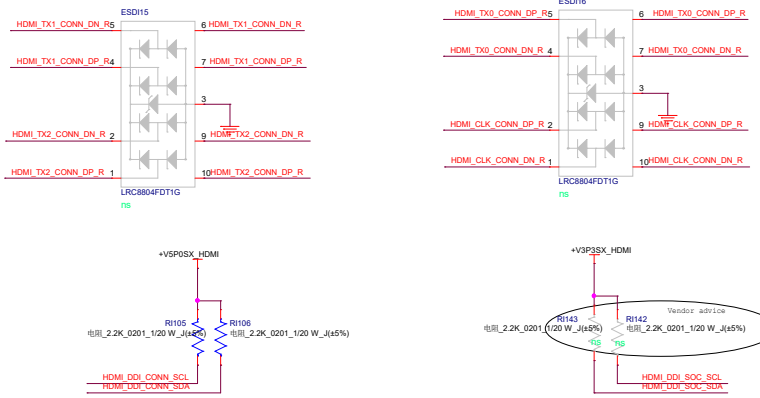 ESDI15
HDMI_TX1_CONN_DN_R 5
6 HDMI_TX1_CONN_DN_R
HDMI_TX1_CONN_DP_R 4
7 HDMI_TX1_CONN_DP_R
3
HDMI_TX2_CONN_DN_R 2
9 HDMI_TX2_CONN_DN_R
HDMI_TX2_CONN_DP_R 1
10 HDMI_TX2_CONN_DP_R
LRC8804FDT1G
ns
ESDI16
HDMI_TX0_CONN_DP_R 5
6 HDMI_TX0_CONN_DP_R
HDMI_TX0_CONN_DN_R 4
7 HDMI_TX0_CONN_DN_R
3
HDMI_CLK_CONN_DP_R 2
9 HDMI_CLK_CONN_DP_R
HDMI_CLK_CONN_DN_R 1
10 HDMI_CLK_CONN_DN_R
LRC8804FDT1G
ns
+V5P0SX_HDMI
RI105
RI106
电阻_2.2K_0201_1/20 W_J(±5%)
电阻_2.2K_0201_1/20 W_J(±5%)
HDMI_DDI_CONN_SCL
HDMI_DDI_CONN_SDA
+V3P3SX_HDMI
Vendor advice
RI143
RI142
电阻_2.2K_0201_1/20 W_J(±5%)
电阻_2.2K_0201_1/20 W_J(±5%)
ns
ns
HDMI_DDI_SOC_SCL
HDMI_DDI_SOC_SDA